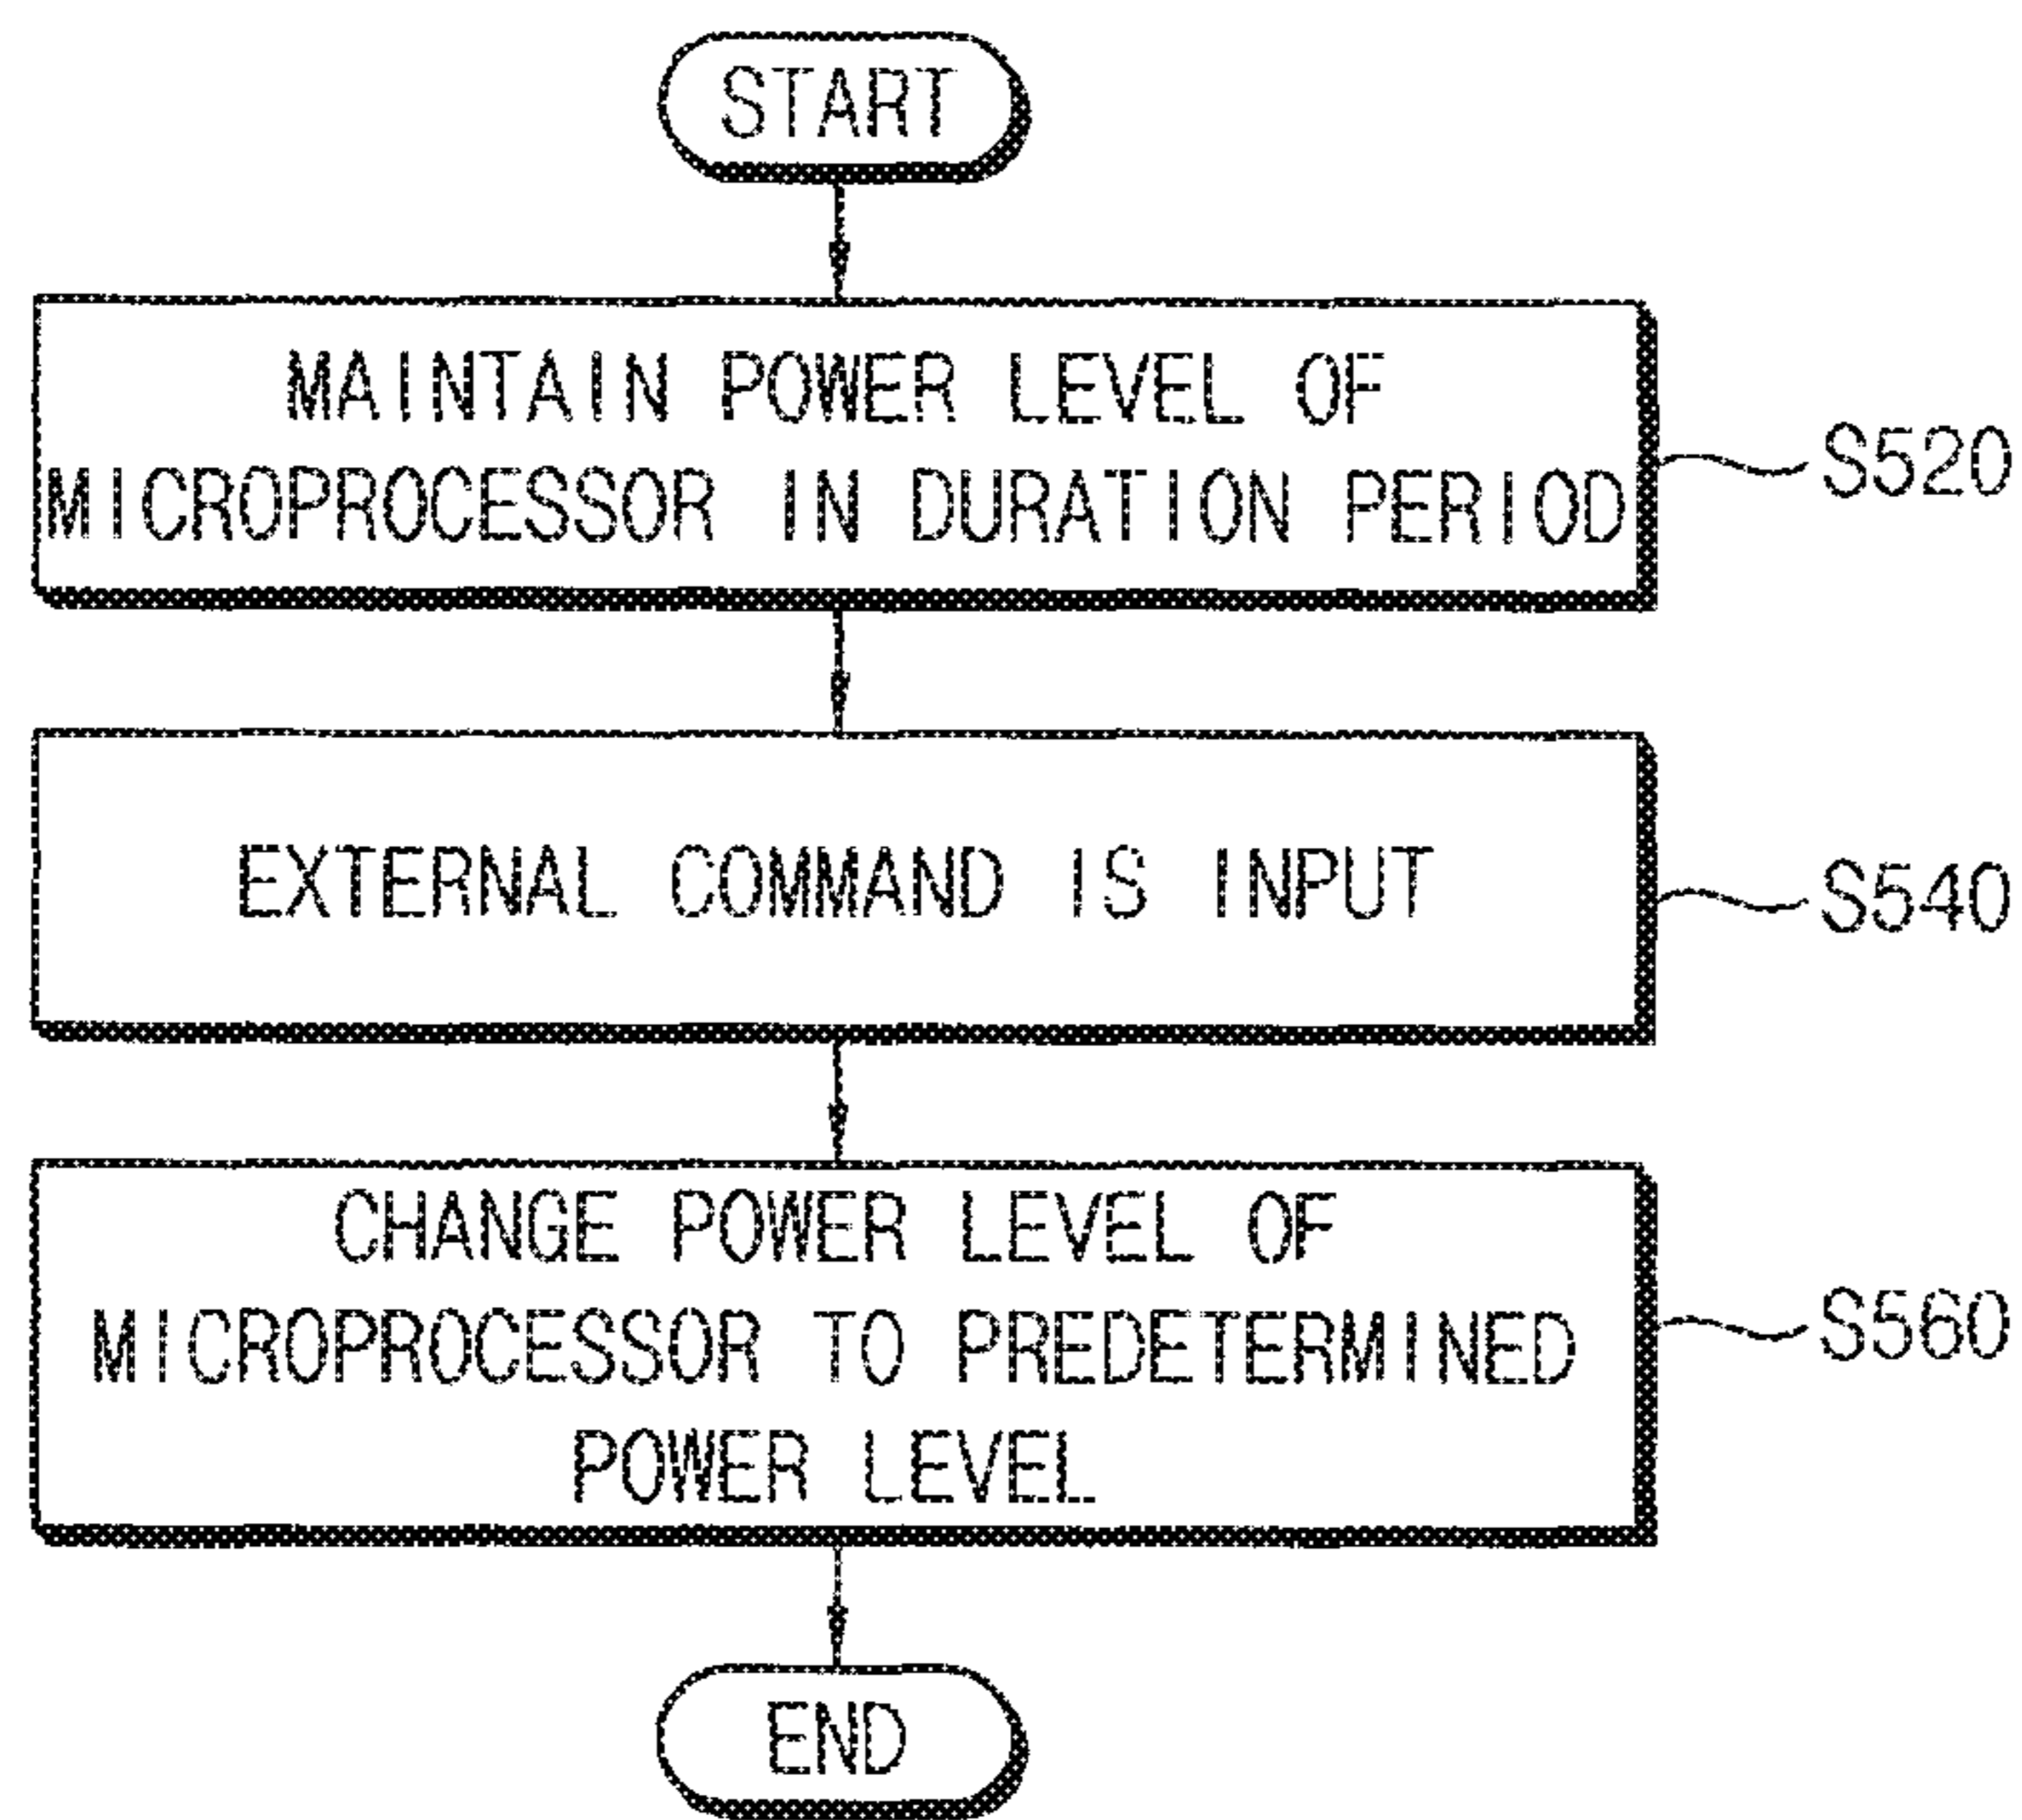 START
MAINTAIN POWER LEVEL OF
MICROPROCESSOR IN DURATION PERIOD
S520
EXTERNAL COMMAND IS INPUT
S540
CHANGE POWER LEVEL OF
MICROPROCESSOR TO PREDETERMINED
POWER LEVEL
S560
END